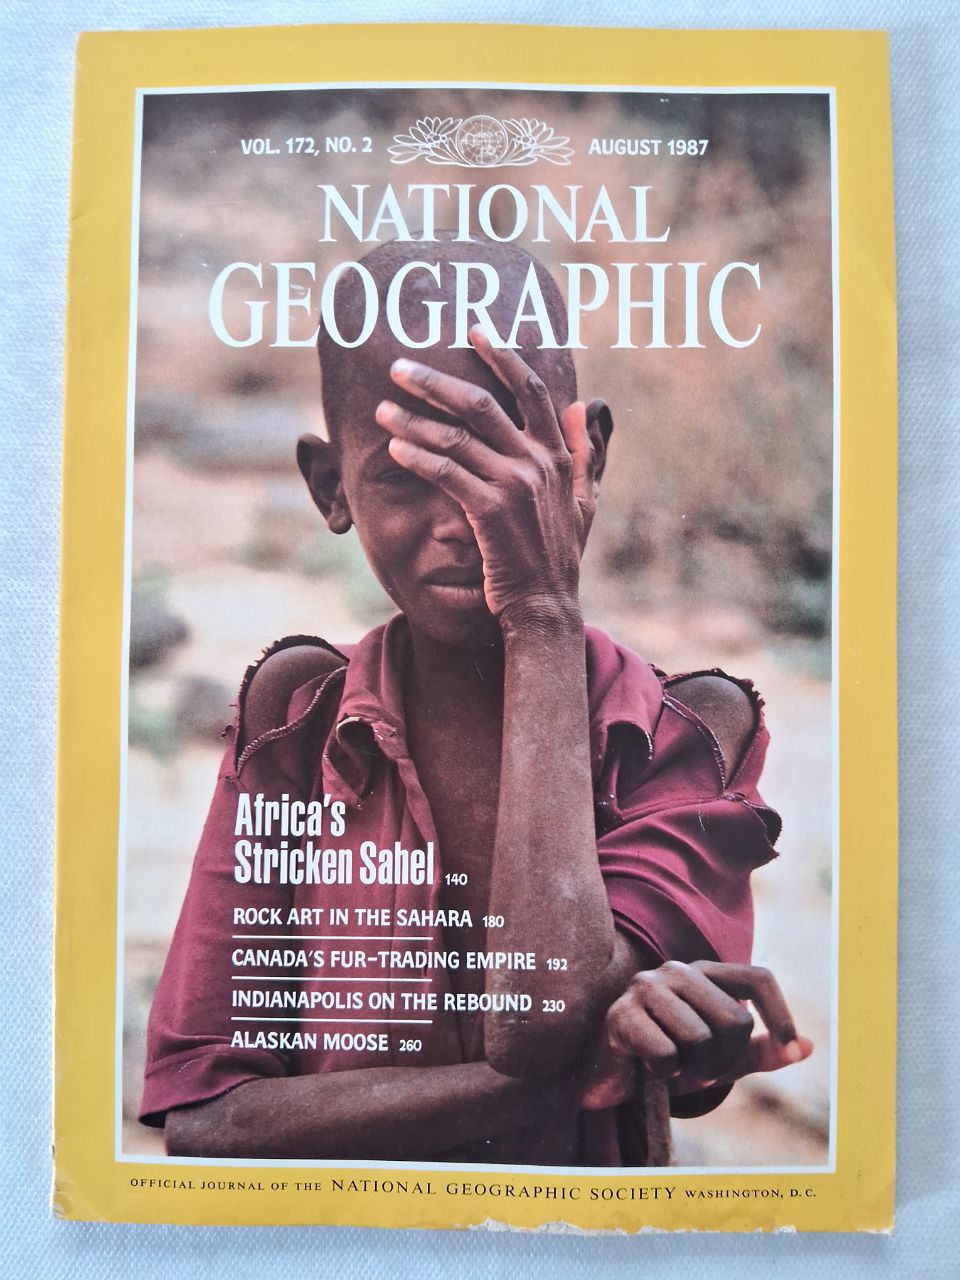 VOL. 172, NO. 2 AUGUST 1987
NATIONAL
GEOGRAPHIC
Africa's
Stricken Sahel 140
ROCK ART IN THE SAHARA 180
CANADA'S FUR-TRADING EMPIRE 192
INDIANAPOLIS ON THE REBOUND 230
ALASKAN MOOSE 260
OFFICIAL JOURNAL OF THE NATIONAL GEOGRAPHIC SOCIETY WASHINGTON, D.C.